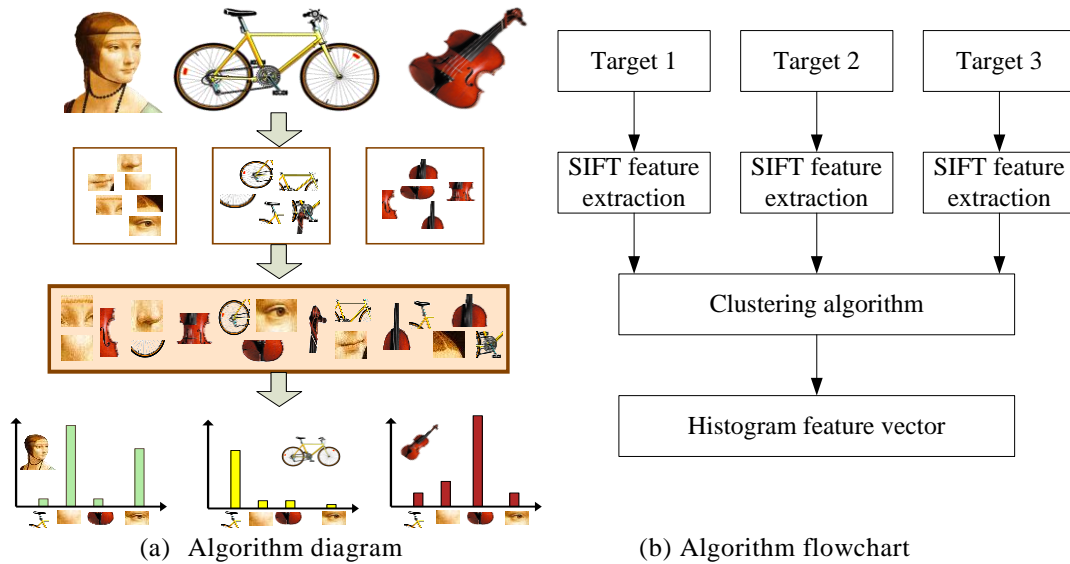 Target 1
Target 2
Target 3
SIFT feature
extraction
SIFT feature
extraction
SIFT feature
extraction
Clustering algorithm
Histogram feature vector
(a) Algorithm diagram
(b) Algorithm flowchart